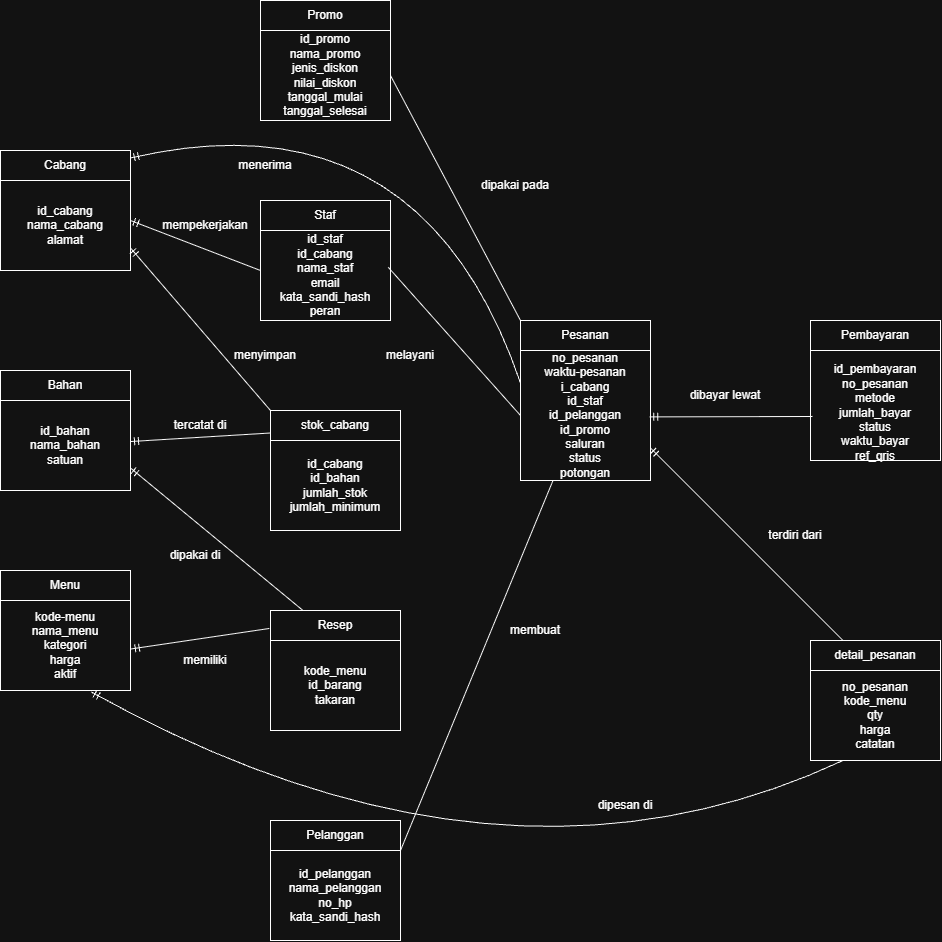 Promo
id_promo
nama_promo
jenis_diskon
nilai_diskon
tanggal_mulai
tanggal_selesai
Cabang
id_cabang
nama_cabang
alamat
menerima
mempekerjakan
menyimpan
Staf
id_staf
id_cabang
nama_staf
email
kata_sandi_hash
peran
dipakai pada
melayani
Pesanan
no_pesanan
waktu-pesanan
i_cabang
id_staf
id_pelanggan
id_promo
saluran
status
potongan
dibayar lewat
Pembayaran
id_pembayaran
no_pesanan
metode
jumlah_bayar
status
waktu_bayar
ref_qris
Bahan
id_bahan
nama_bahan
satuan
tercatat di
stok_cabang
id_cabang
id_bahan
jumlah_stok
jumlah_minimum
dipakai di
terdiri dari
Menu
kode-menu
nama_menu
kategori
harga
aktif
memiliki
Resep
kode_menu
id_barang
takaran
membuat
detail_pesanan
no_pesanan
kode_menu
qty
harga
catatan
dipesan di
Pelanggan
id_pelanggan
nama_pelanggan
no_hp
kata_sandi_hash